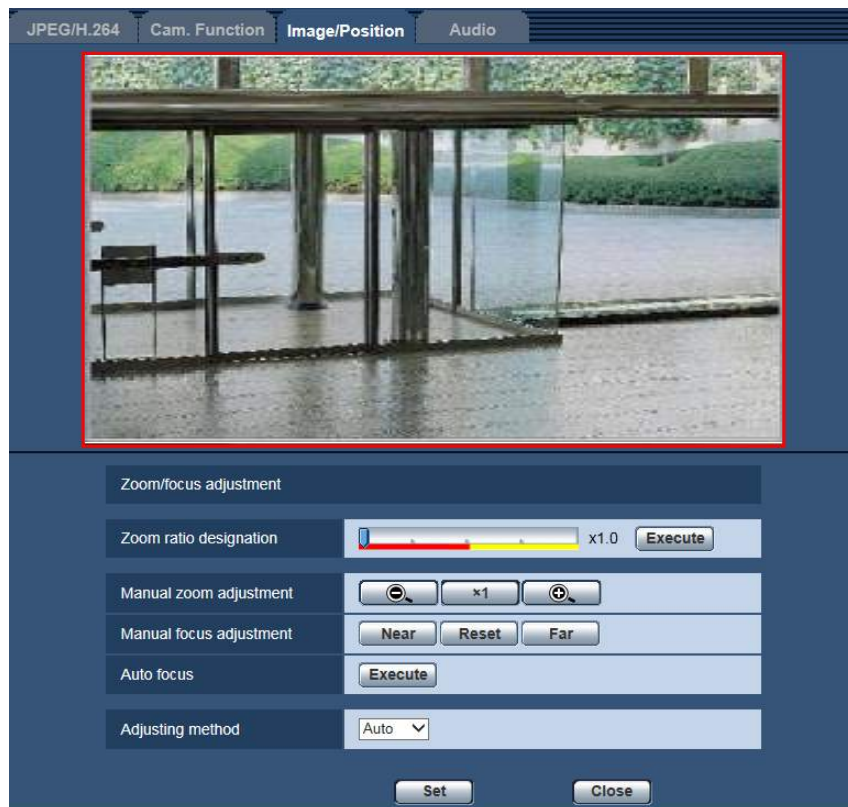 JPEG/H.264 Cam. Function Image/Position Audio
Zoom/focus adjustment
Zoom ratio designation x1.0 Execute
Manual zoom adjustment ×1
Manual focus adjustment Near Reset Far
Auto focus Execute
Adjusting method Auto
Set Close